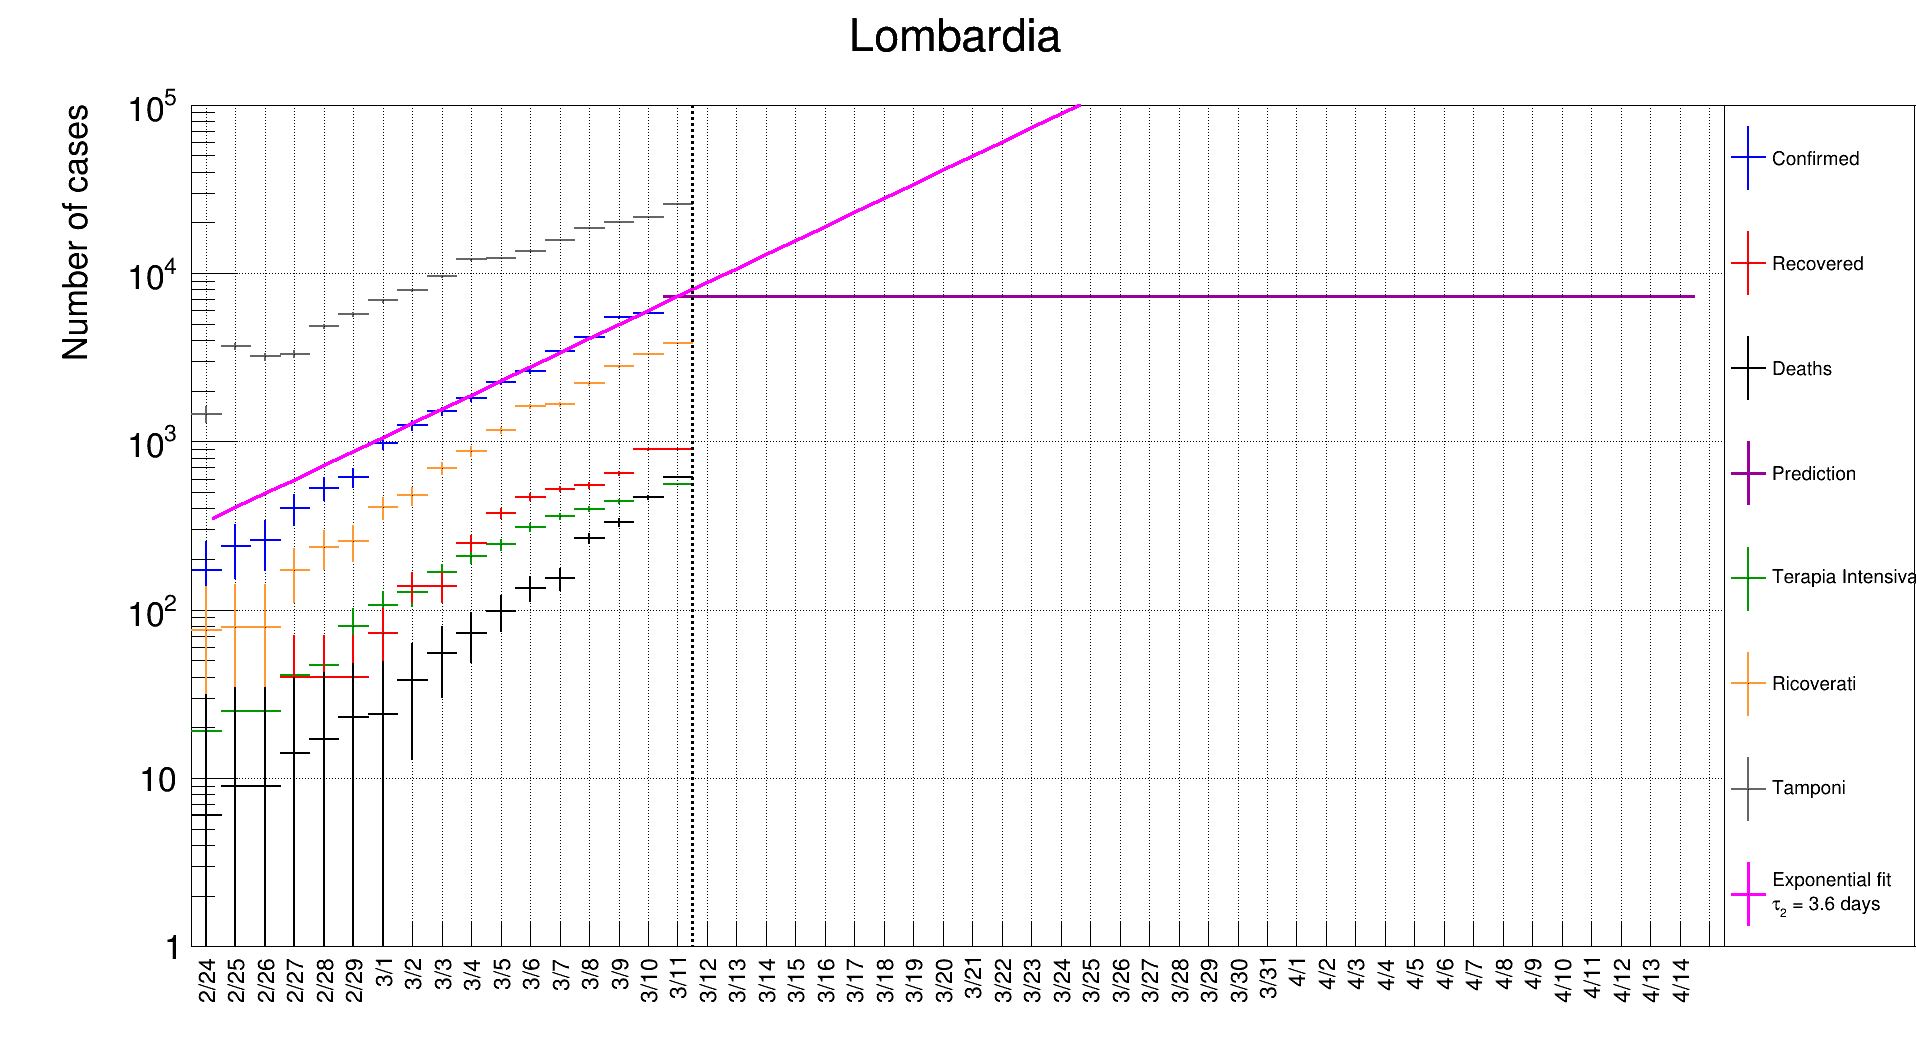 Lombardia
Number of cases
10^5
10^4
10^3
10^2
10
1
2/24 2/25 2/26 2/27 2/28 2/29 3/1 3/2 3/3 3/4 3/5 3/6 3/7 3/8 3/9 3/10 3/11 3/12 3/13 3/14 3/15 3/16 3/17 3/18 3/19 3/20 3/21 3/22 3/23 3/24 3/25 3/26 3/27 3/28 3/29 3/30 3/31 4/1 4/2 4/3 4/4 4/5 4/6 4/7 4/8 4/9 4/10 4/11 4/12 4/13 4/14
Confirmed
Recovered
Deaths
Prediction
Terapia Intensiva
Ricoverati
Tamponi
Exponential fit
τ_2 = 3.6 days